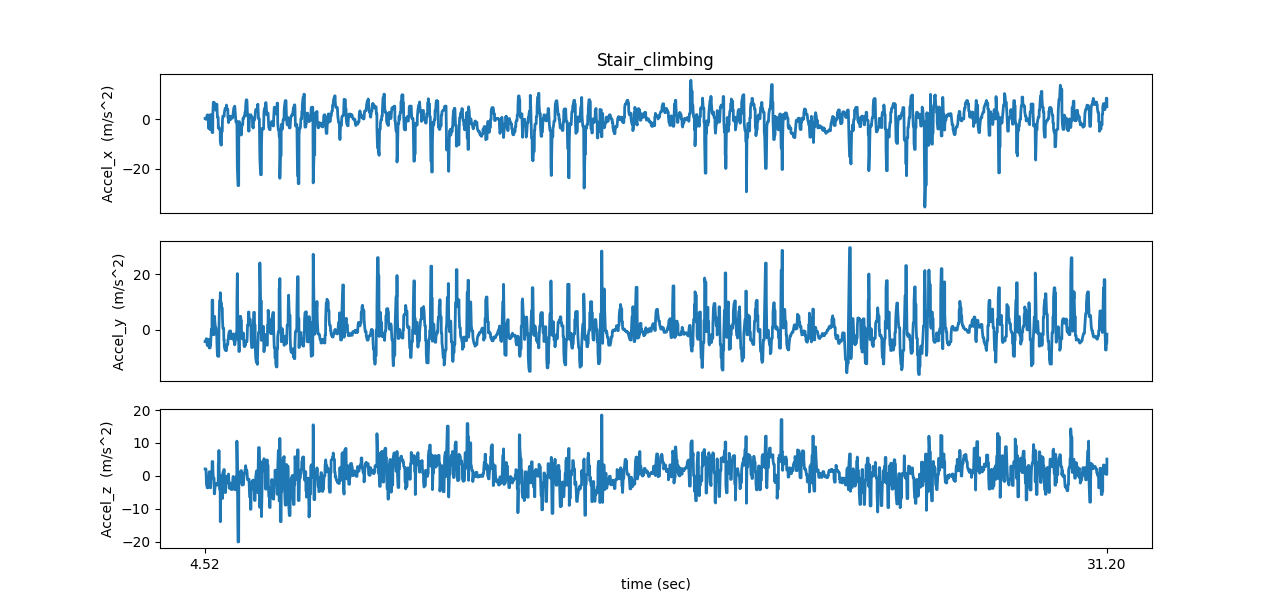 Stair_climbing
Accel_x (m/s^2)
0
−20
Accel_y (m/s^2)
20
0
Accel_z (m/s^2)
20
10
0
−10
−20
4.52
31.20
time (sec)